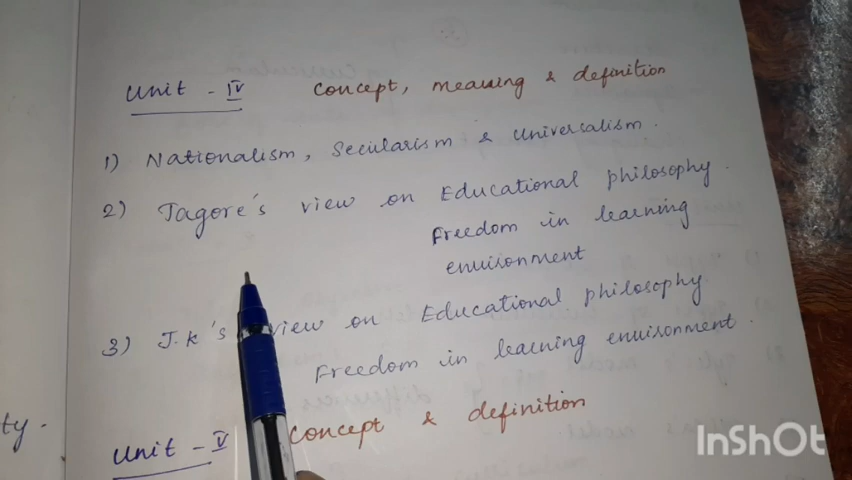 Unit - IV concept, meaning & definition
1) Nationalism, Secularism & Universalism.
2) Tagore's view on Educational philosophy.
Freedom in learning
environment
3) J.K's view on Educational philosophy
Freedom in learning environment.
ty.
Unit - V concept & definition
InShOt